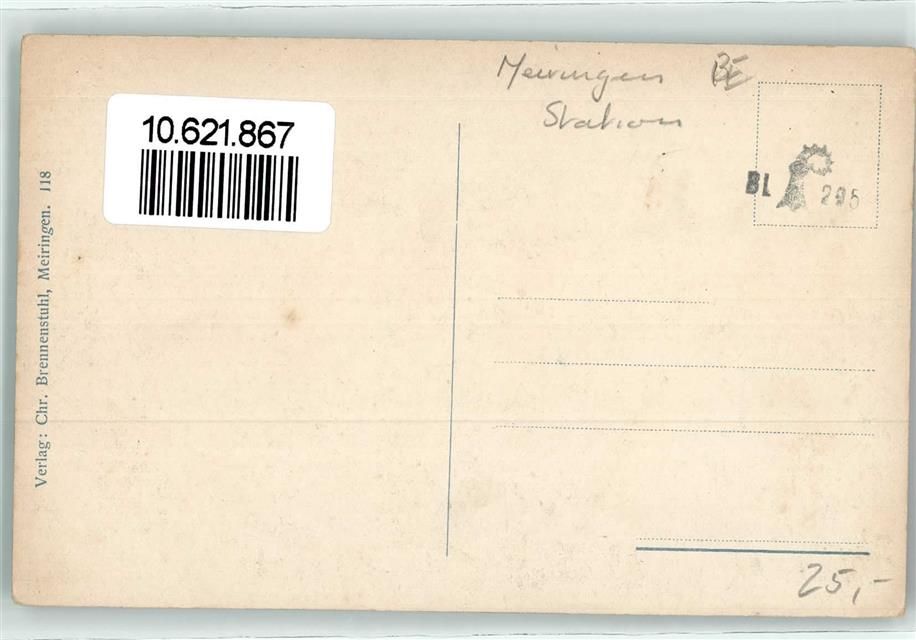 Meiringen BE
Station
10.621.867
BL 295
Verlag: Chr. Brennenstuhl, Meiringen. 118
25,-